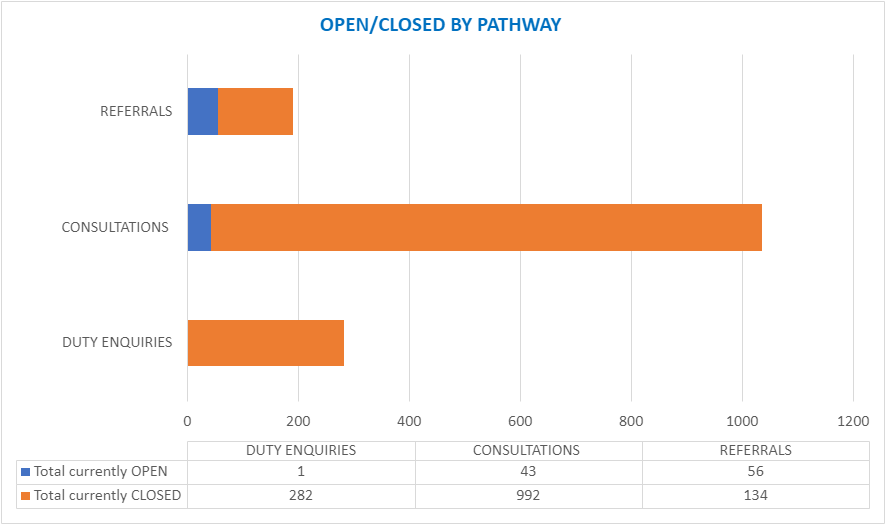 OPEN/CLOSED BY PATHWAY
REFERRALS
CONSULTATIONS
DUTY ENQUIRIES
0 200 400 600 800 1000 1200
DUTY ENQUIRIES CONSULTATIONS REFERRALS
Total currently OPEN 1 43 56
Total currently CLOSED 282 992 134